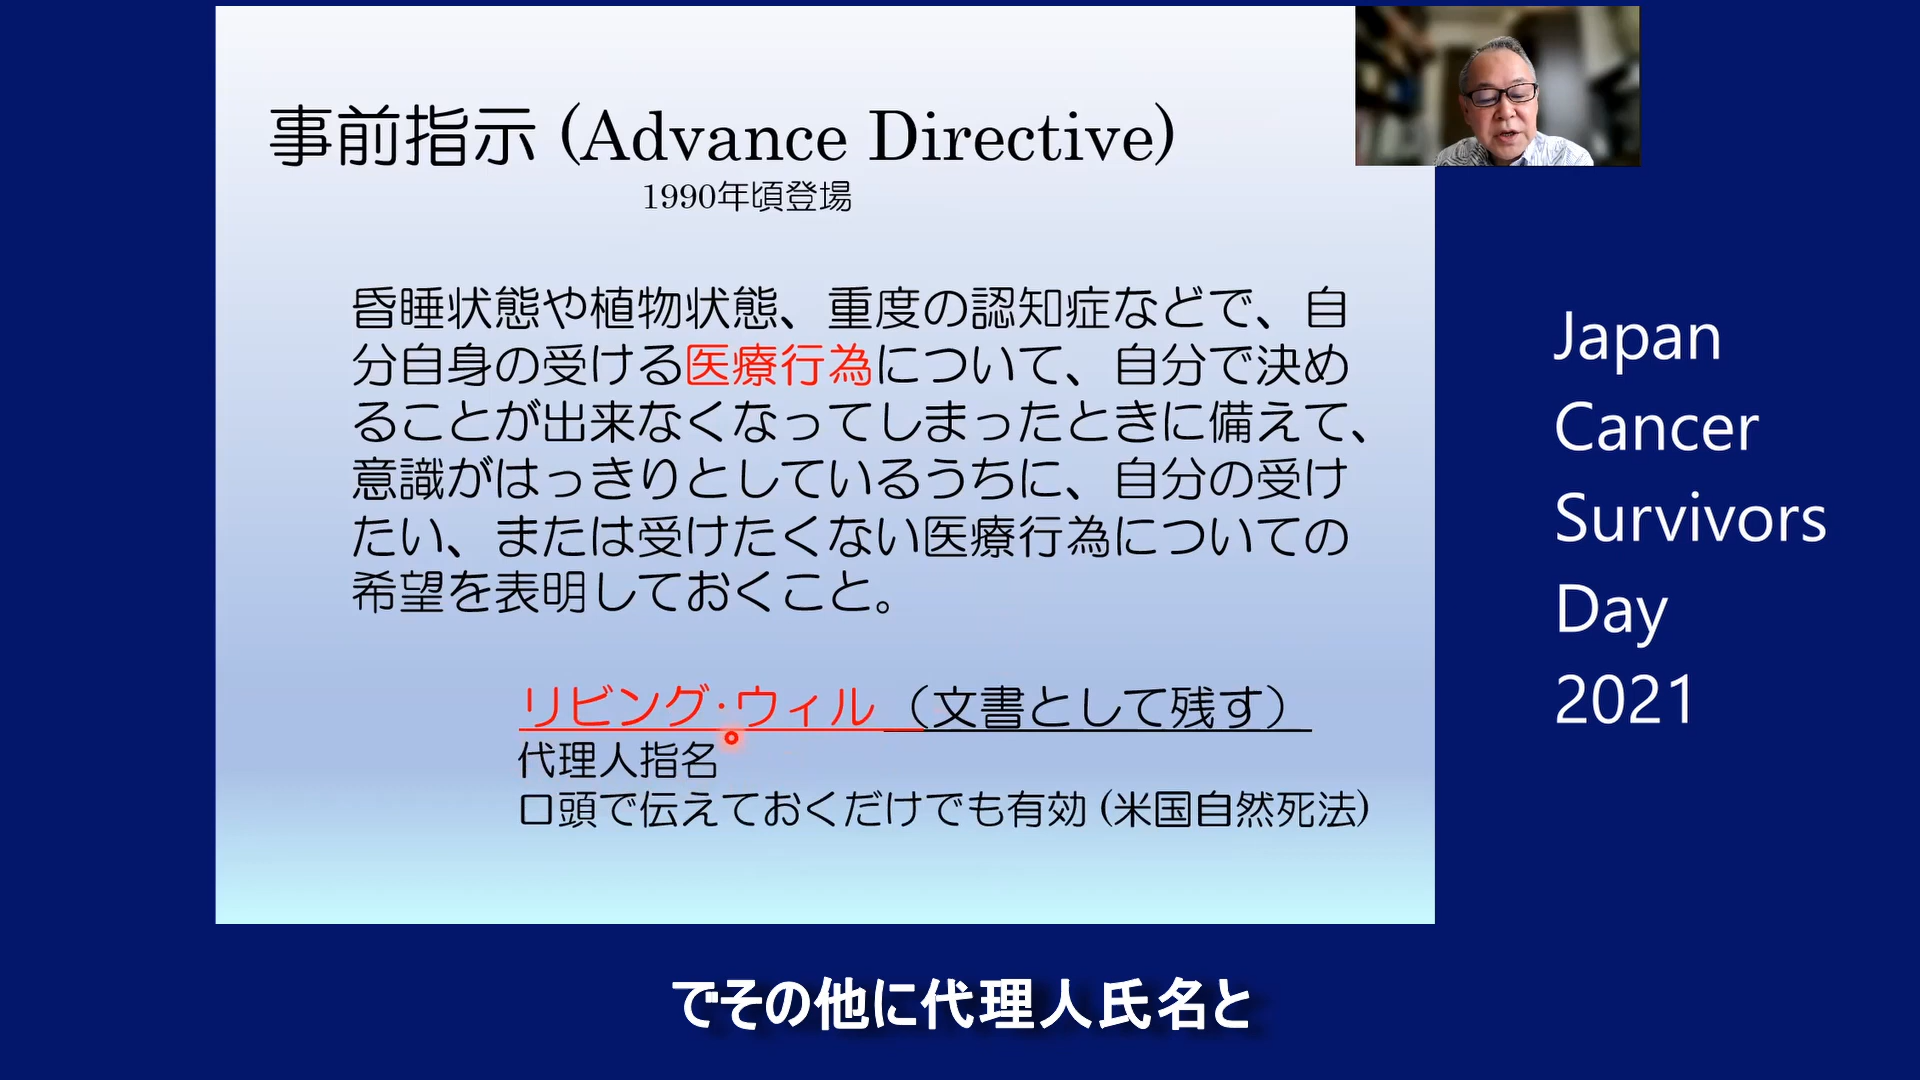 事前指示 (Advance Directive)
1990年頃登場
昏睡状態や植物状態、重度の認知症などで、自
分自身の受ける医療行為について、自分で決め
ることが出来なくなってしまったときに備えて、
意識がはっきりとしているうちに、自分の受け
たい、または受けたくない医療行為についての
希望を表明しておくこと。
リビング·ウィル（文書として残す）
代理人指名
口頭で伝えておくだけでも有効 (米国自然死法)
Japan
Cancer
Survivors
Day
2021
でその他に代理人氏名と